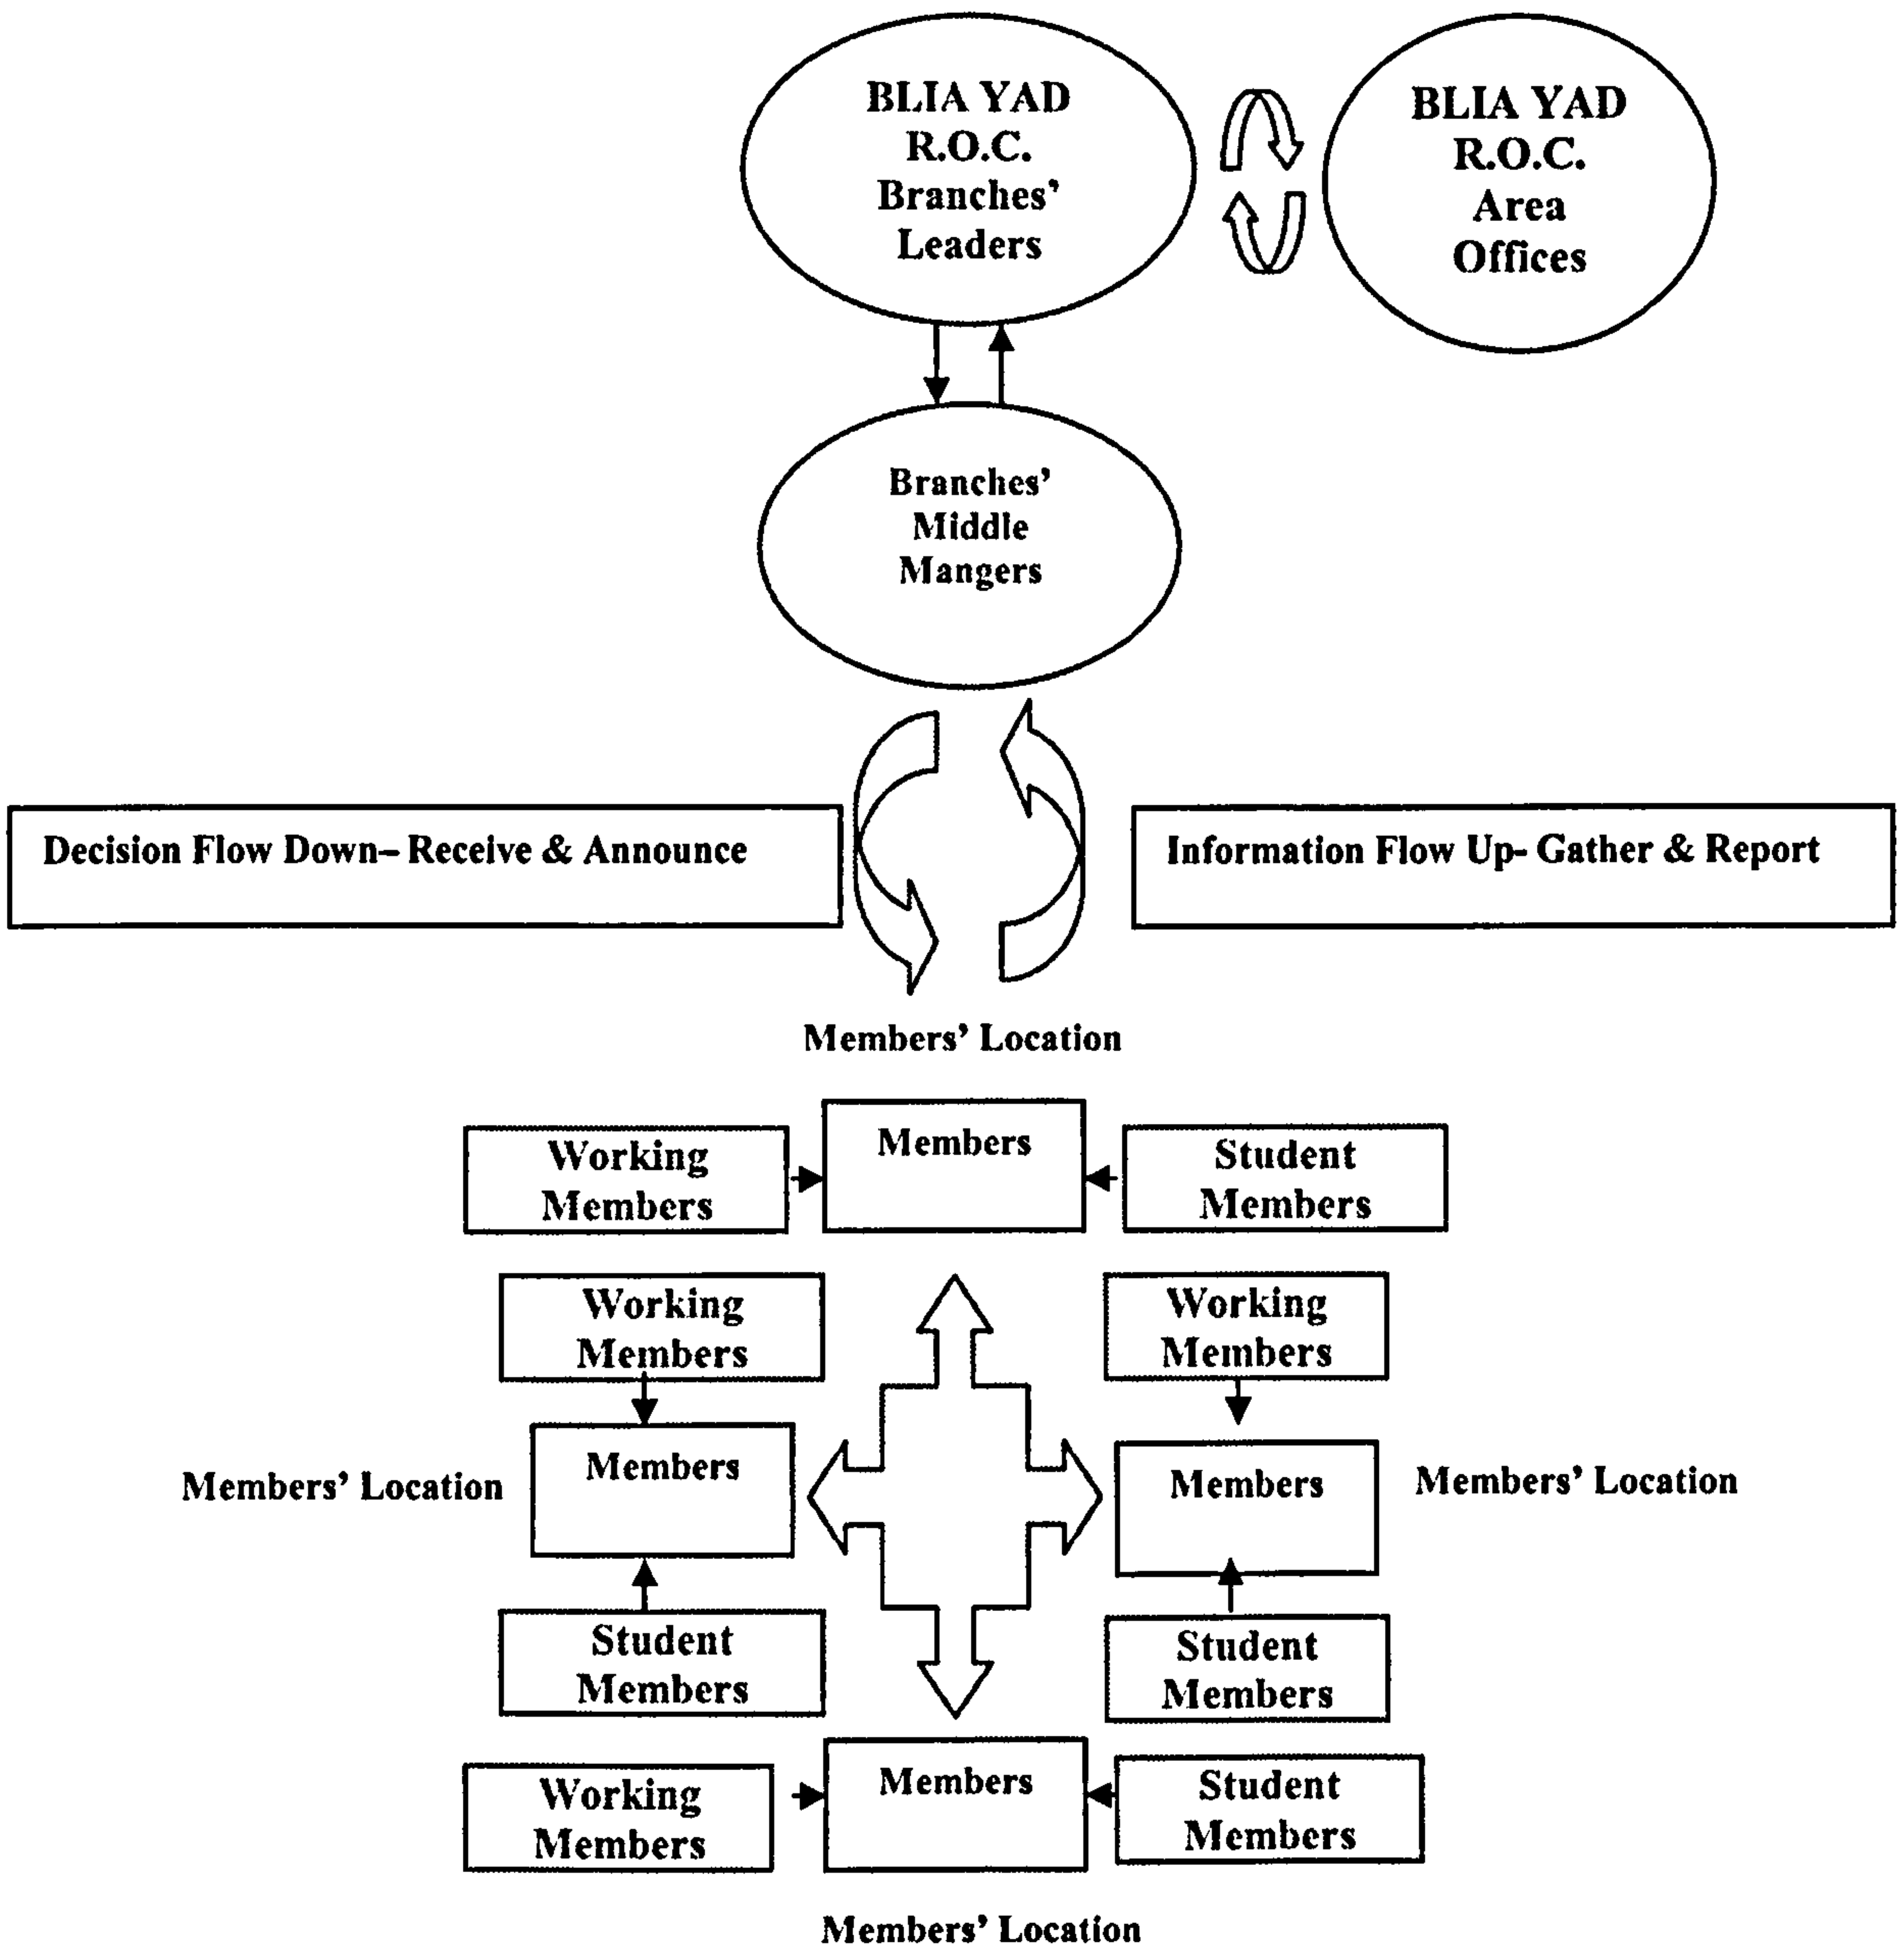 BLIA YAD
R.O.C.
Branches’
Leaders
BLIA YAD
R.O.C.
Area
Offices
Branches’
Middle
Mangers
Decision Flow Down– Receive & Announce
Information Flow Up- Gather & Report
Members’ Location
Working
Members
Members
Student
Members
Working
Members
Working
Members
Members’ Location
Members
Members
Members’ Location
Student
Members
Student
Members
Working
Members
Members
Student
Members
Members’ Location